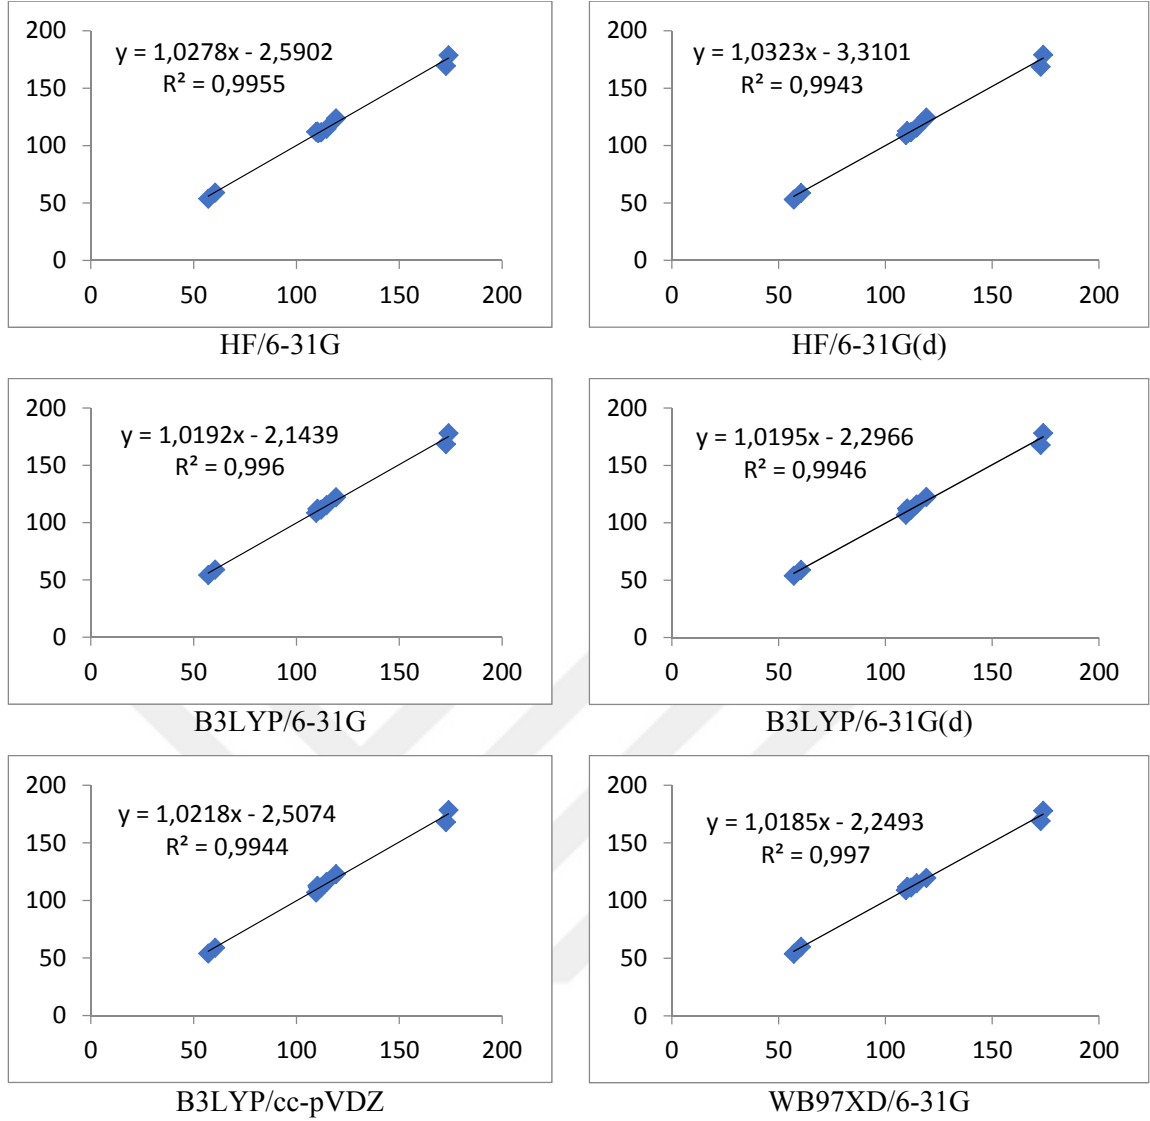 y = 1,0278x - 2,5902
R² = 0,9955
200
150
100
50
0
0 50 100 150 200
HF/6-31G
y = 1,0323x - 3,3101
R² = 0,9943
200
150
100
50
0
0 50 100 150 200
HF/6-31G(d)
y = 1,0192x - 2,1439
R² = 0,996
200
150
100
50
0
0 50 100 150 200
B3LYP/6-31G
y = 1,0195x - 2,2966
R² = 0,9946
200
150
100
50
0
0 50 100 150 200
B3LYP/6-31G(d)
y = 1,0218x - 2,5074
R² = 0,9944
200
150
100
50
0
0 50 100 150 200
B3LYP/cc-pVDZ
y = 1,0185x - 2,2493
R² = 0,997
200
150
100
50
0
0 50 100 150 200
WB97XD/6-31G